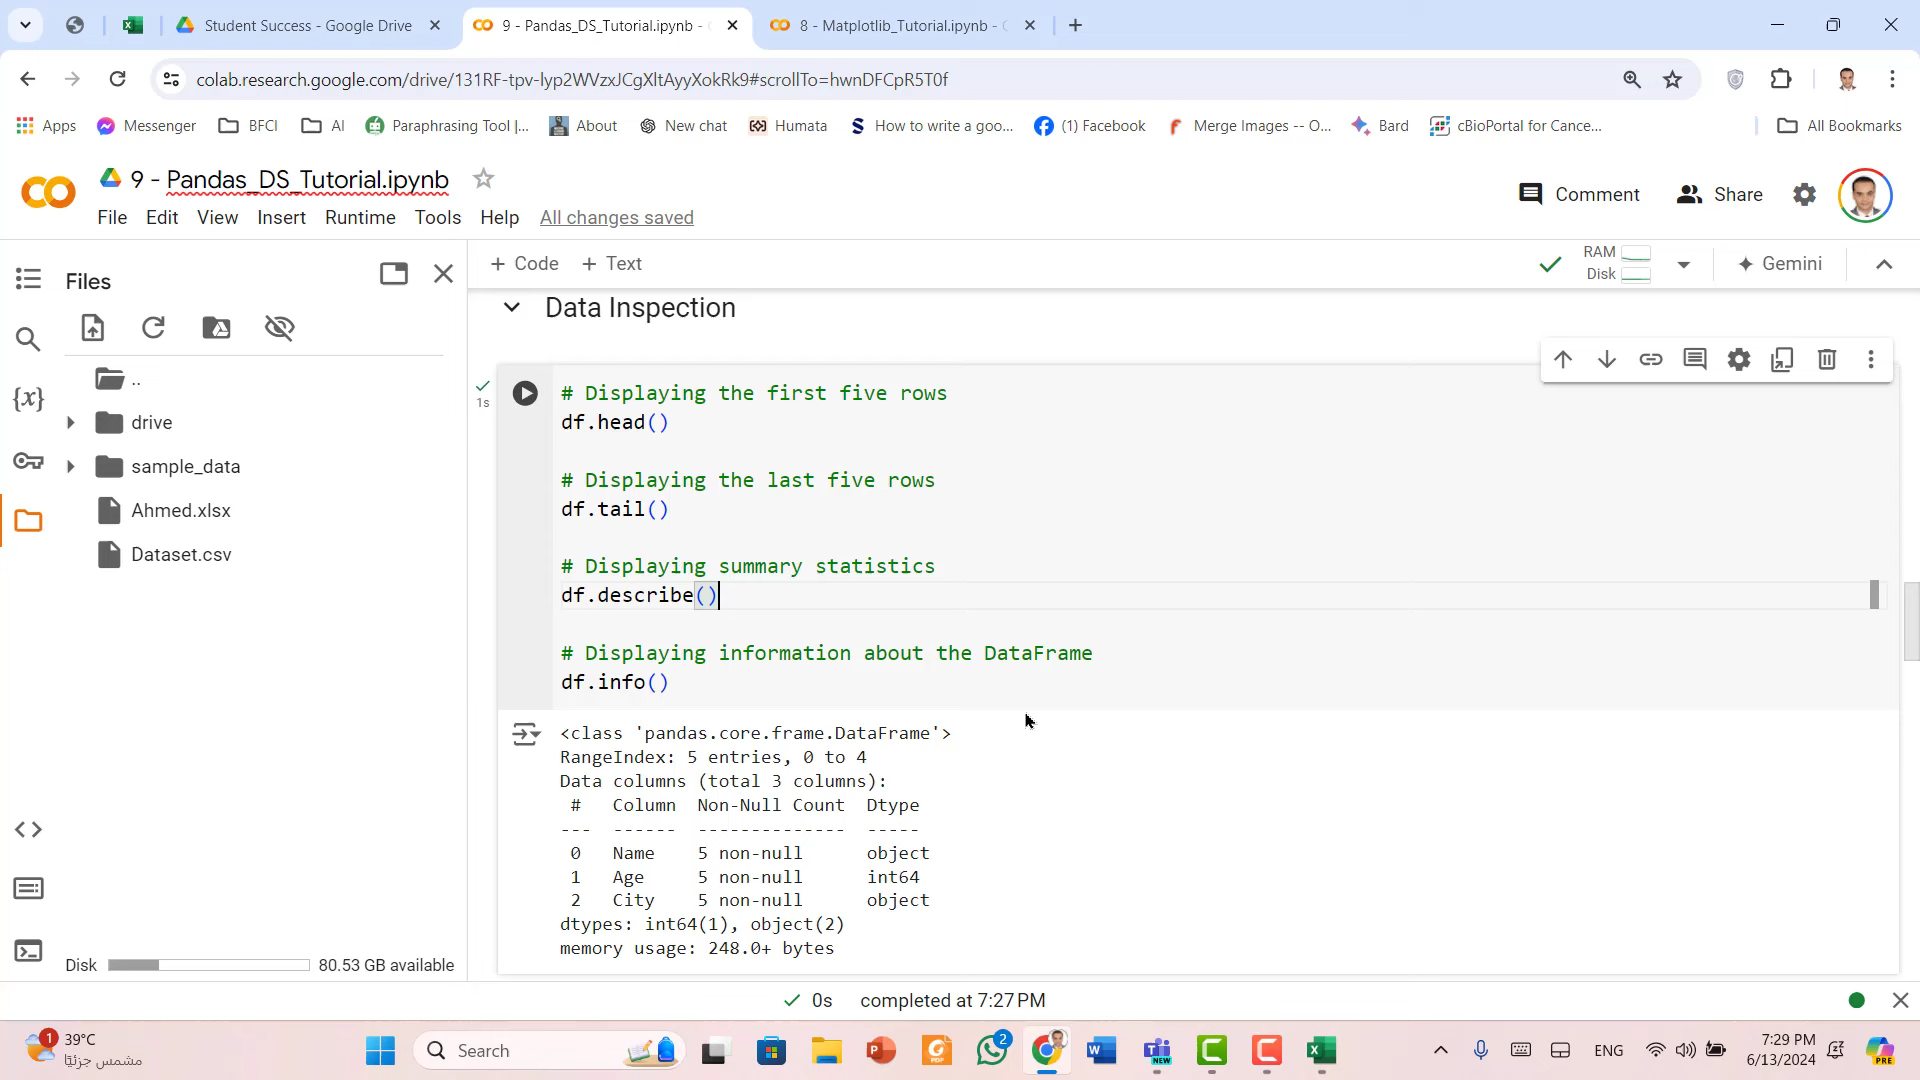 Student Success - Google Drive
9 - Pandas_DS_Tutorial.ipynb -
8 - Matplotlib_Tutorial.ipynb - C
colab.research.google.com/drive/131RF-tpv-lyp2WVzxJCgXltAyyXokRk9#scrollTo=hwnDFCpR5T0f
Apps Messenger BFCI AI Paraphrasing Tool |... About New chat Humata How to write a goo... (1) Facebook Merge Images -- O... Bard cBioPortal for Cance... All Bookmarks
9 - Pandas_DS_Tutorial.ipynb
Comment Share
File Edit View Insert Runtime Tools Help All changes saved
Files
+ Code + Text
RAM
Disk
Gemini
Data Inspection
..
drive
sample_data
Ahmed.xlsx
Dataset.csv
{x}
1s
# Displaying the first five rows
df.head()
# Displaying the last five rows
df.tail()
# Displaying summary statistics
df.describe()
# Displaying information about the DataFrame
df.info()
<class 'pandas.core.frame.DataFrame'>
RangeIndex: 5 entries, 0 to 4
Data columns (total 3 columns):
# Column Non-Null Count Dtype
--- ------ -------------- -----
0 Name 5 non-null object
1 Age 5 non-null int64
2 City 5 non-null object
dtypes: int64(1), object(2)
memory usage: 248.0+ bytes
Disk 80.53 GB available
0s completed at 7:27 PM
1
39°C
مشمس جزئيًا
Search
2
NEW
ENG
7:29 PM
6/13/2024
PRE